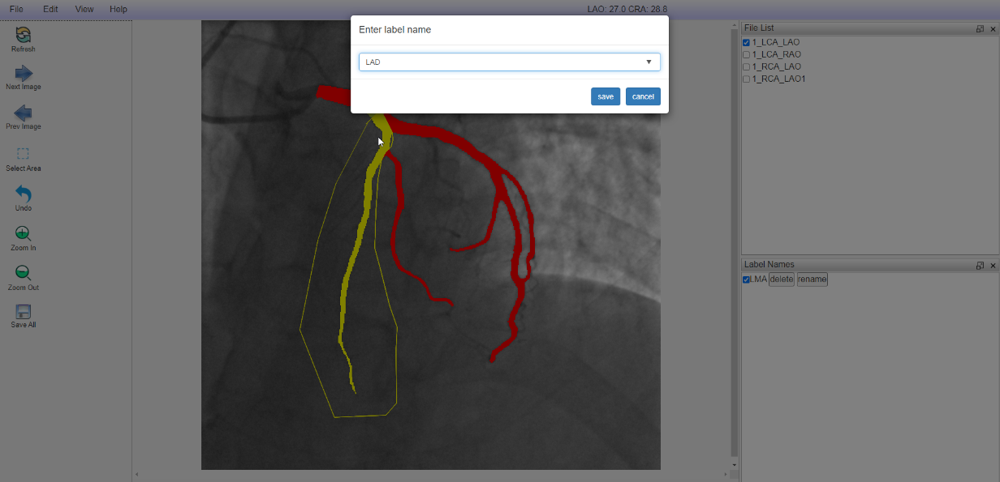 File Edit View Help
LAO: 27.0 CRA: 28.8
Refresh
Next Image
Prev Image
Select Area
Undo
Zoom In
Zoom Out
Save All
Enter label name
LAD
save cancel
File List
1_LCA_LAO
1_LCA_RAO
1_RCA_LAO
1_RCA_LAO1
Label Names
LMA delete rename